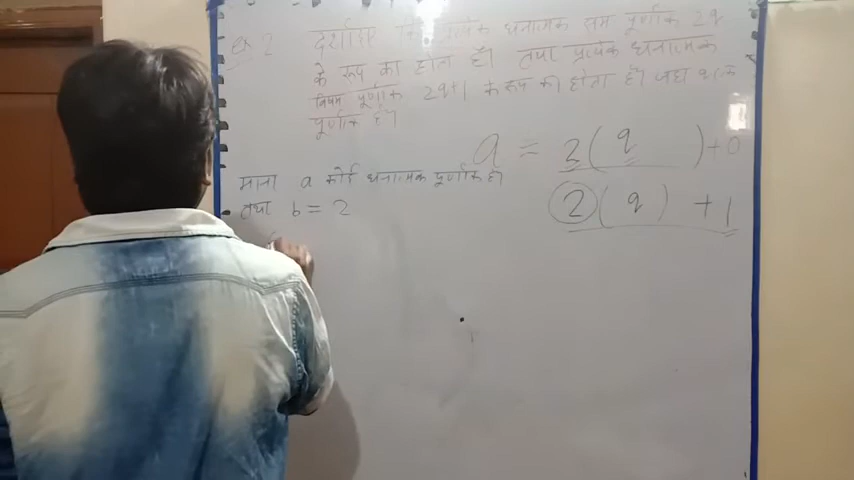 Ex 2 दर्शाइए कि प्रत्येक धनात्मक सम पूर्णांक 2q
के रूप का होता है। तथा प्रत्येक धनात्मक
विषम पूर्णांक 2q+1 के रूप का होता है। जहाँ q एक
पूर्णांक है।
a = 2( q ) +0
2( q ) +1
माना a कोई धनात्मक पूर्णांक है।
तथा b = 2